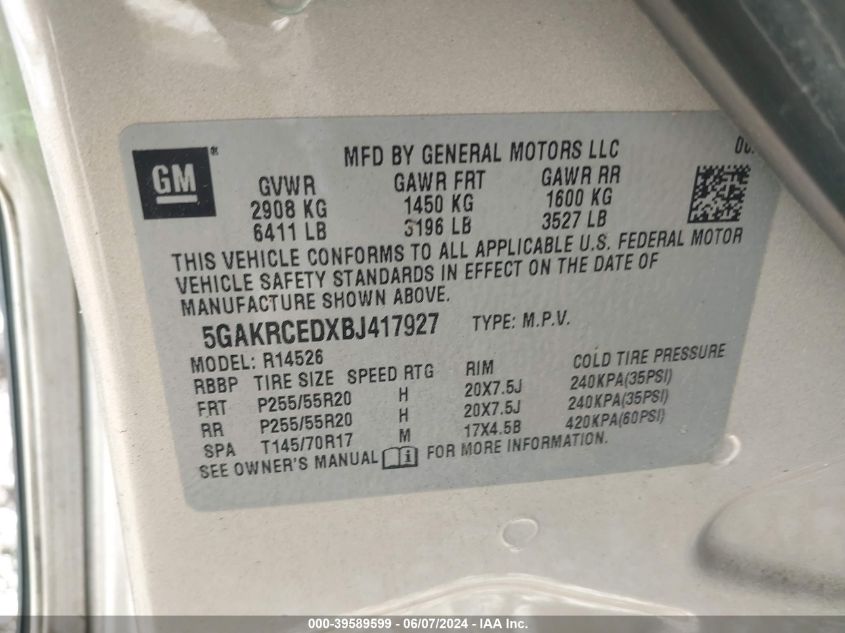 GM ®
MFD BY GENERAL MOTORS LLC
GVWR GAWR FRT GAWR RR
2908 KG 1450 KG 1600 KG
6411 LB 3196 LB 3527 LB
THIS VEHICLE CONFORMS TO ALL APPLICABLE U.S. FEDERAL MOTOR
VEHICLE SAFETY STANDARDS IN EFFECT ON THE DATE OF
MANUFACTURE SHOWN ABOVE.
5GAKRCEDXBJ417927 TYPE: M.P.V.
MODEL: R14526
RBBP TIRE SIZE SPEED RTG RIM COLD TIRE PRESSURE
FRT P255/55R20 H 20X7.5J 240KPA(35PSI)
RR P255/55R20 H 20X7.5J 240KPA(35PSI)
SPA T145/70R17 M 17X4.5B 420KPA(60PSI)
SEE OWNER'S MANUAL FOR MORE INFORMATION.
000-39589599 - 06/07/2024 - IAA, Inc.